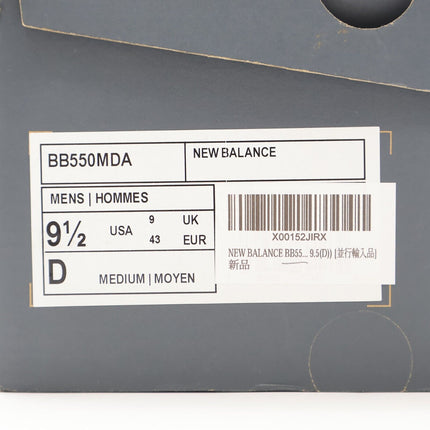 BB550MDA
NEW BALANCE
MENS | HOMMES
9½ USA 9 UK
43 EUR
D MEDIUM | MOYEN
X00152JIRX
NEW BALANCE BB55... 9.5(D)) [並行輸入品]
新品